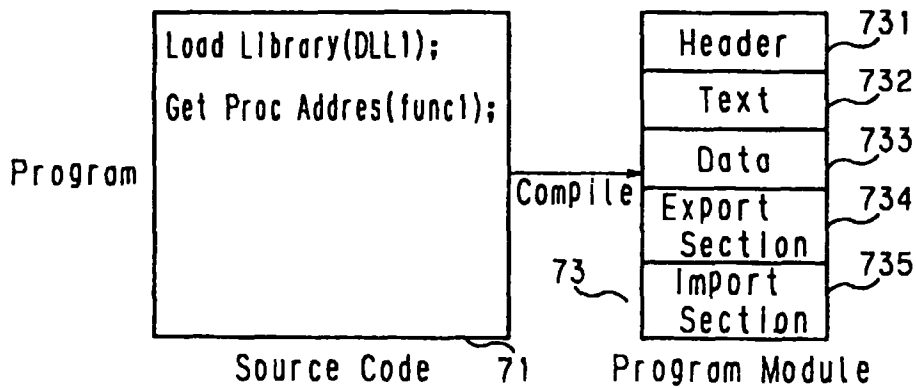 Load Library(DLL1);
Get Proc Addres(func1);
Program
Compile
Source Code
71
Header
731
Text
732
Data
733
Export
Section
734
Import
Section
735
73
Program Module